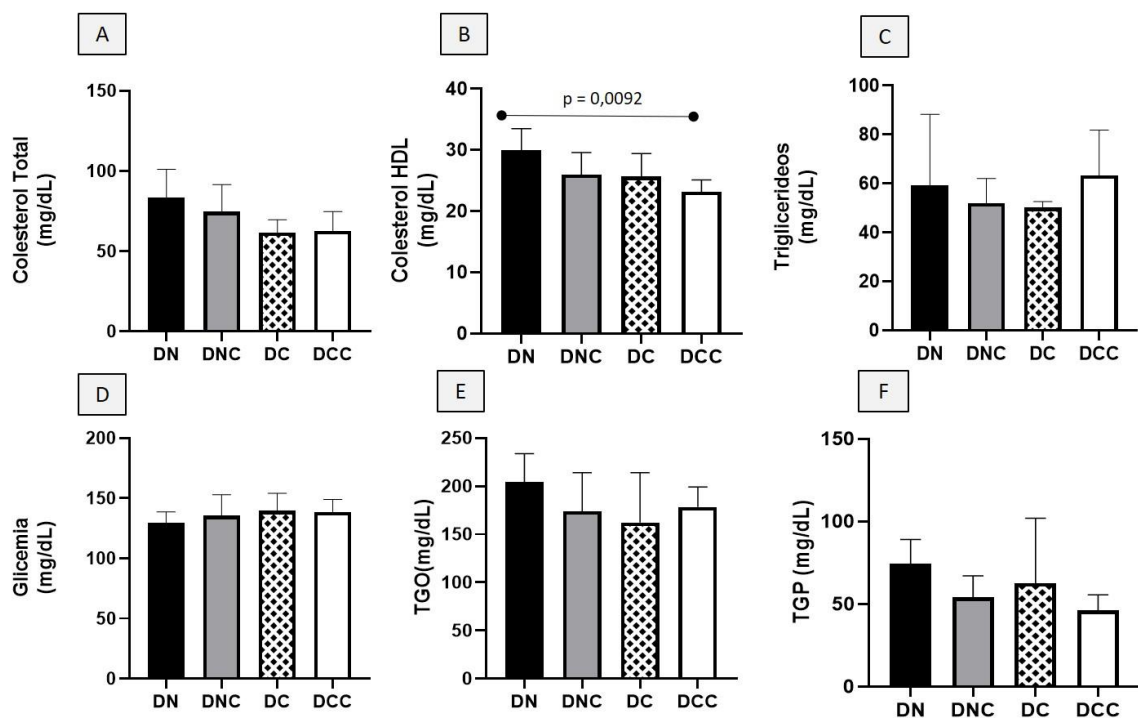 A
Colesterol Total
(mg/dL)
150
100
50
0
DN DNC DC DCC
B
Colesterol HDL
(mg/dL)
40
30
20
10
0
p = 0,0092
DN DNC DC DCC
C
Triglicerideos
(mg/dL)
100
80
60
40
20
0
DN DNC DC DCC
D
Glicemia
(mg/dL)
200
150
100
50
0
DN DNC DC DCC
E
TGO(mg/dL)
250
200
150
100
50
0
DN DNC DC DCC
F
TGP (mg/dL)
150
100
50
0
DN DNC DC DCC